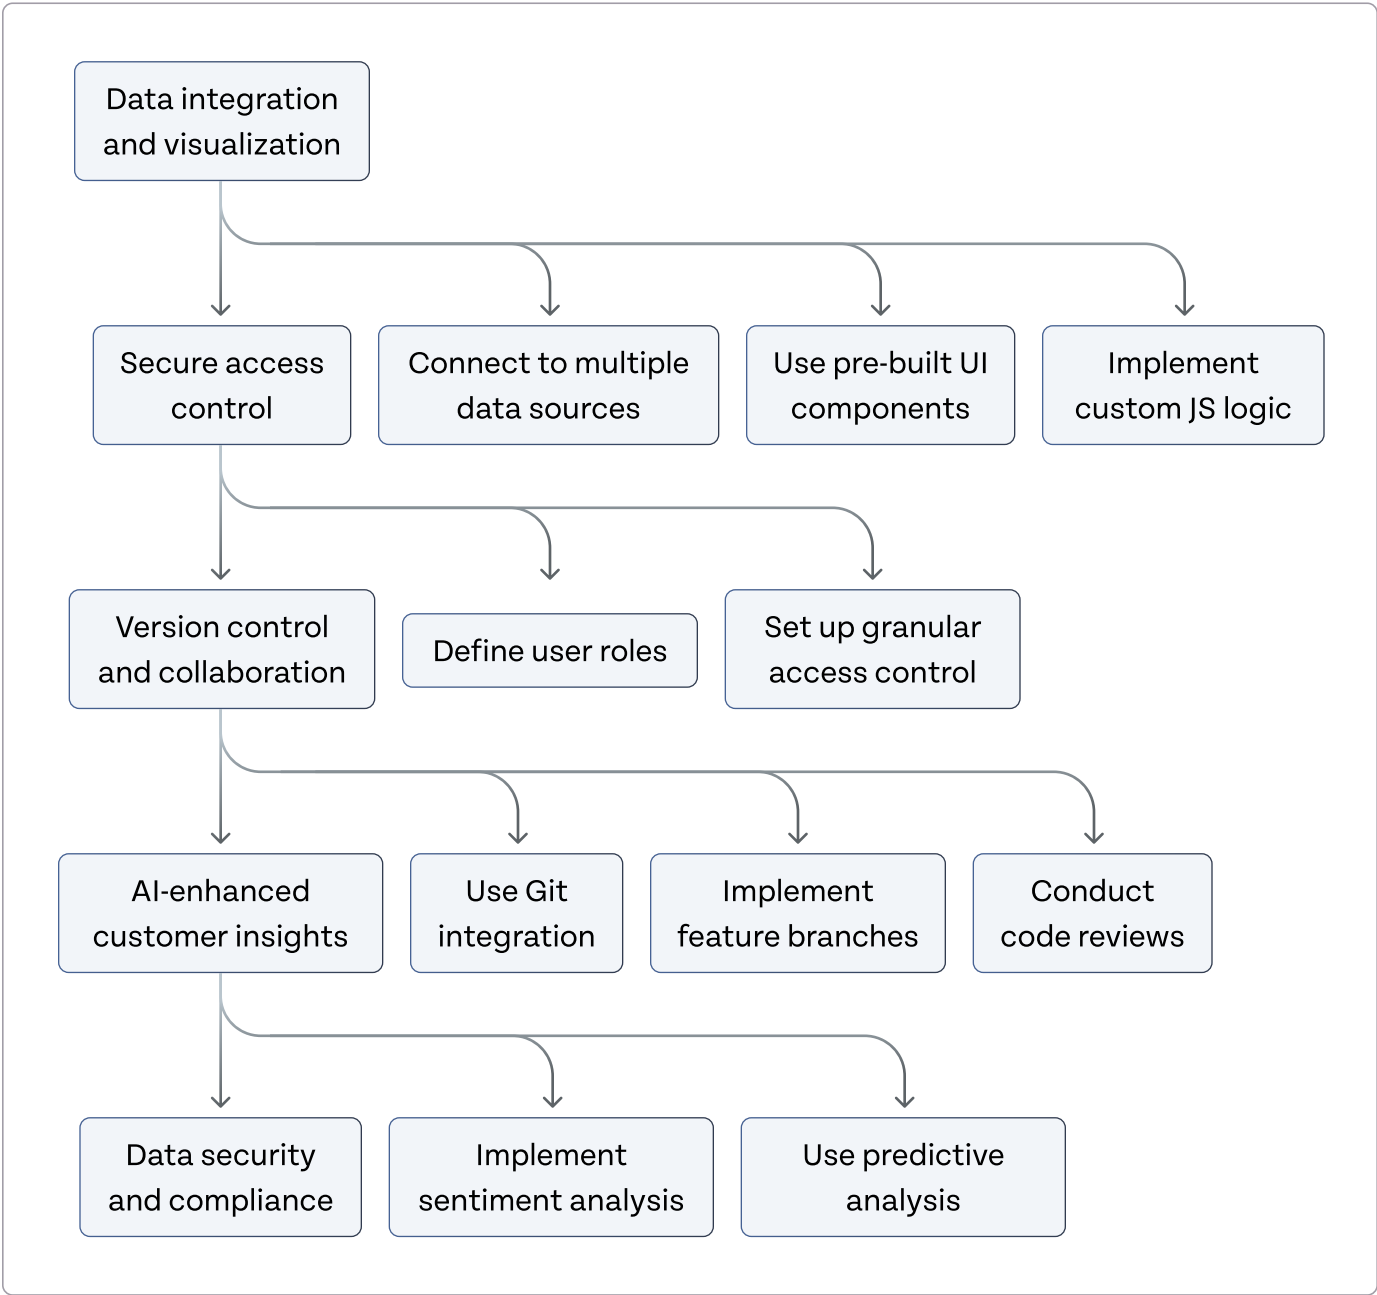 Data integration
and visualization
Secure access
control
Connect to multiple
data sources
Use pre-built UI
components
Implement
custom JS logic
Version control
and collaboration
Define user roles
Set up granular
access control
AI-enhanced
customer insights
Use Git
integration
Implement
feature branches
Conduct
code reviews
Data security
and compliance
Implement
sentiment analysis
Use predictive
analysis